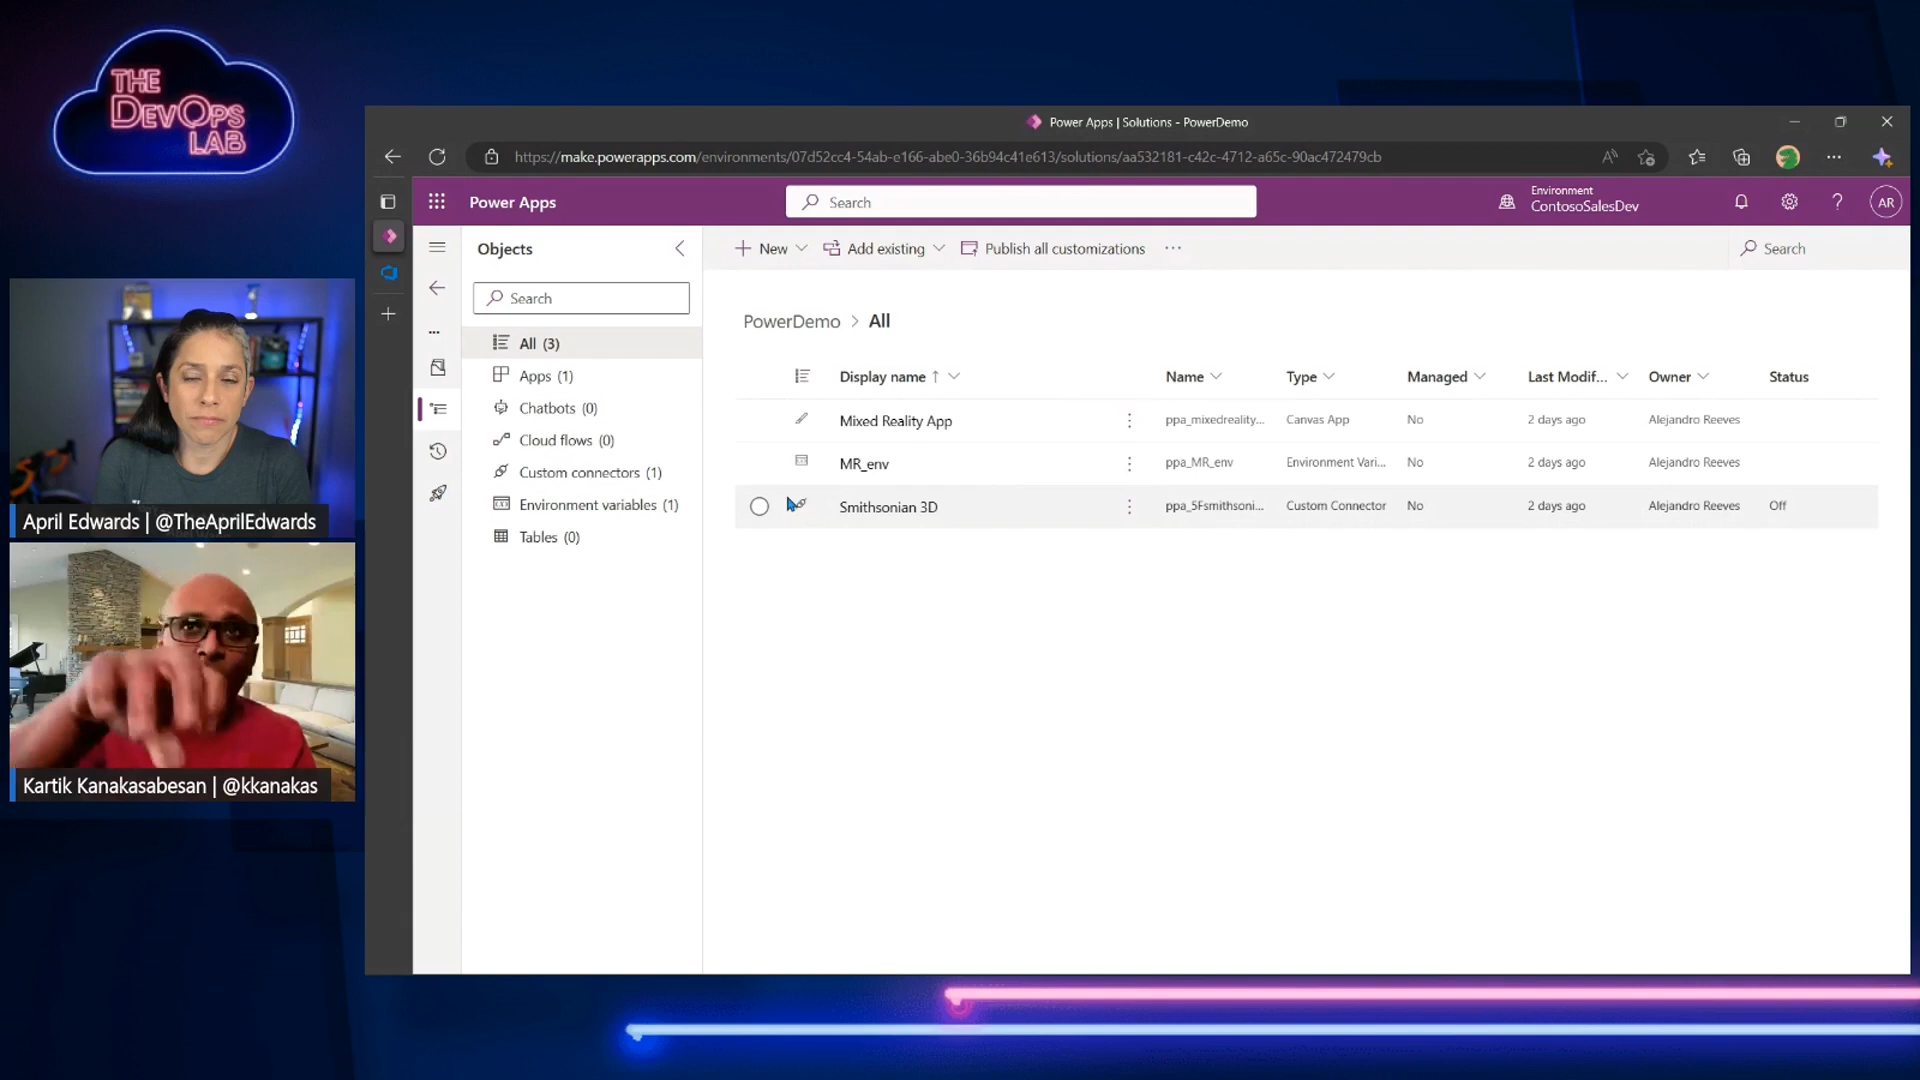 THE
DEVOPS
LAB
Power Apps | Solutions - PowerDemo
https://make.powerapps.com/environments/07d52cc4-54ab-e166-abe0-36b94c41e613/solutions/aa532181-c42c-4712-a65c-90ac472479cb
Power Apps
Search
Environment
ContosoSalesDev
?
AR
Objects
New
Add existing
Publish all customizations
...
Search
Search
PowerDemo > All
All (3)
Apps (1)
Chatbots (0)
Cloud flows (0)
Custom connectors (1)
Environment variables (1)
Tables (0)
Display name ↑ Name Type Managed Last Modif... Owner Status
Mixed Reality App ppa_mixedreality... Canvas App No 2 days ago Alejandro Reeves
MR_env ppa_MR_env Environment Vari... No 2 days ago Alejandro Reeves
Smithsonian 3D ppa_5Fsmithsoni... Custom Connector No 2 days ago Alejandro Reeves Off
April Edwards | @TheAprilEdwards
Kartik Kanakasabesan | @kkanakas